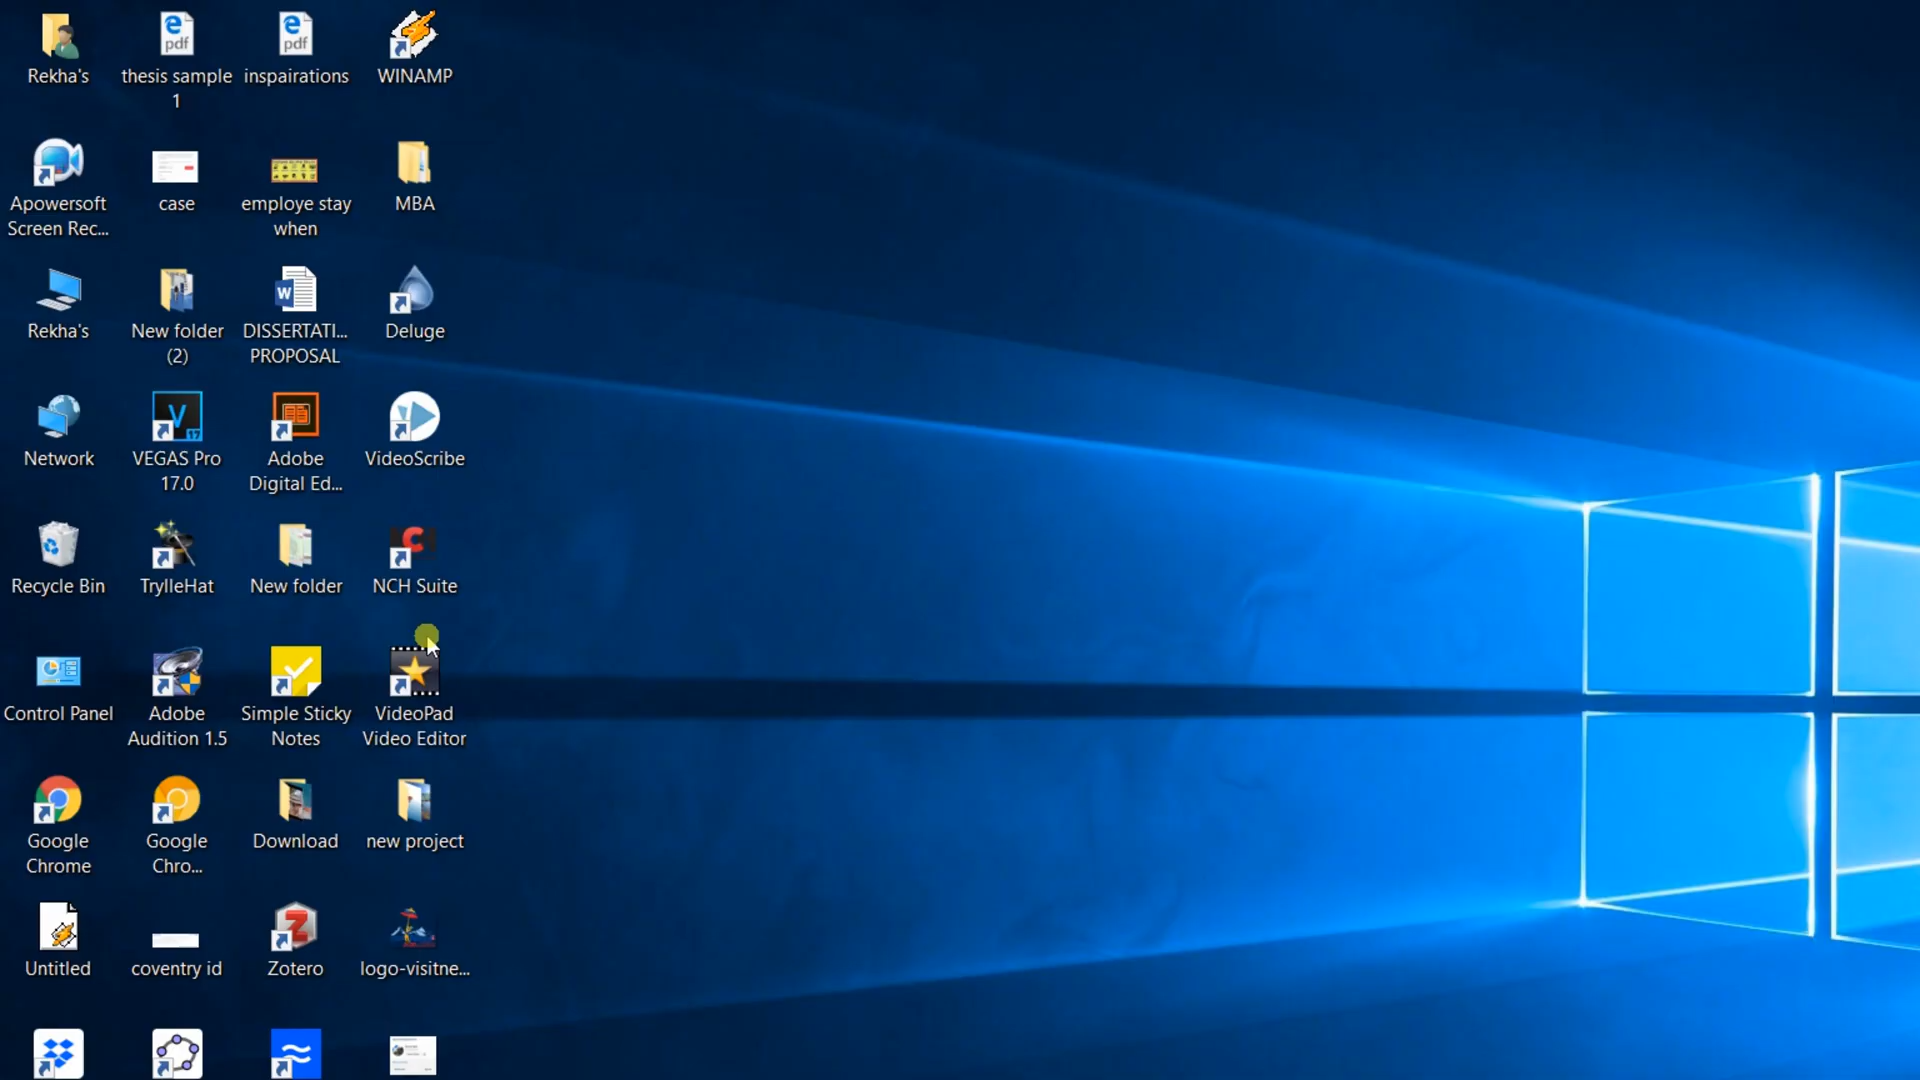 Rekha's
thesis sample
1
inspairations
WINAMP
Apowersoft
Screen Rec...
case
employe stay
when
MBA
Rekha's
New folder
(2)
DISSERTATI...
PROPOSAL
Deluge
Network
VEGAS Pro
17.0
Adobe
Digital Ed...
VideoScribe
Recycle Bin
TrylleHat
New folder
NCH Suite
Control Panel
Adobe
Audition 1.5
Simple Sticky
Notes
VideoPad
Video Editor
Google
Chrome
Google
Chro...
Download
new project
Untitled
coventry id
Zotero
logo-visitne...